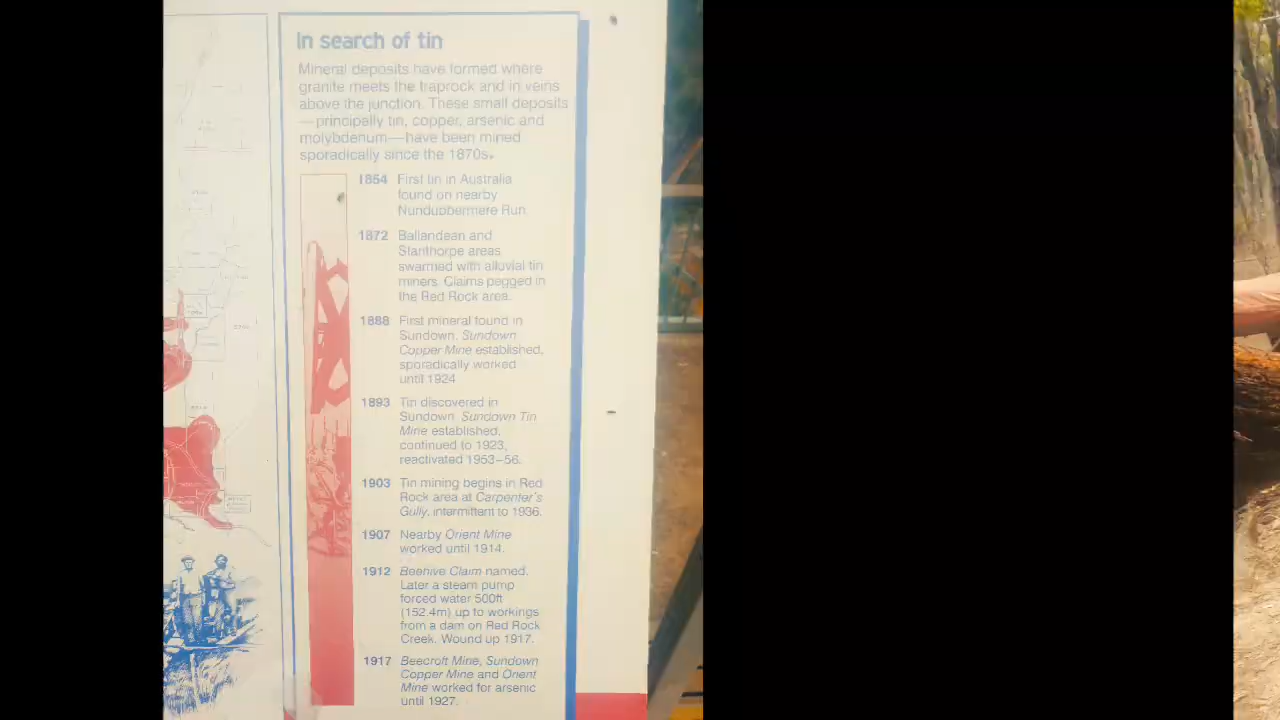 In search of tin
Mineral deposits have formed where
granite meets the traprock and in veins
above the junction. These small deposits
—principally tin, copper, arsenic and
molybdenum—have been mined
sporadically since the 1870s.
1854 First tin in Australia
found on nearby
Nundubbermere Run.
1872 Ballandean and
Stanthorpe areas
swarmed with alluvial tin
miners. Claims pegged in
the Red Rock area.
1888 First mineral found in
Sundown. Sundown
Copper Mine established,
sporadically worked
until 1924
1893 Tin discovered in
Sundown. Sundown Tin
Mine established,
continued to 1923,
reactivated 1953–56.
1903 Tin mining begins in Red
Rock area at Carpenter's
Gully, intermittent to 1936.
1907 Nearby Orient Mine
worked until 1914.
1912 Beehive Claim named.
Later a steam pump
forced water 500ft
(152.4m) up to workings
from a dam on Red Rock
Creek. Wound up 1917.
1917 Beecroft Mine, Sundown
Copper Mine and Orient
Mine worked for arsenic
until 1927.